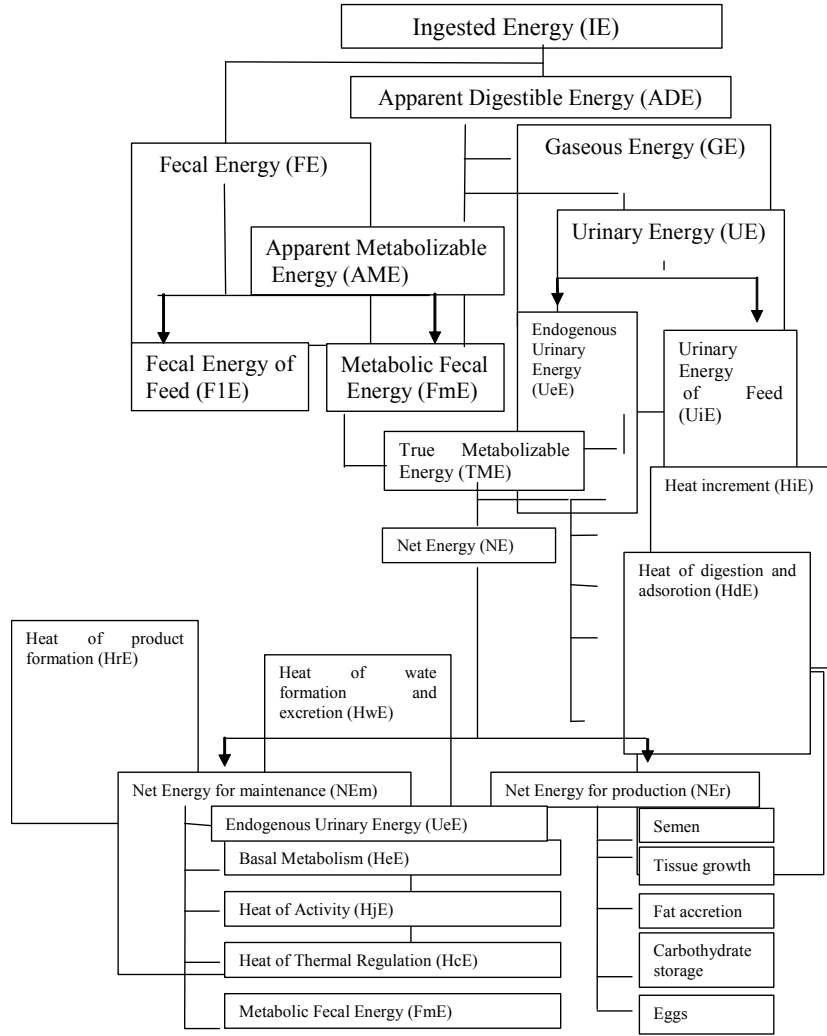 Ingested Energy (IE)
Apparent Digestible Energy (ADE)
Fecal Energy (FE)
Gaseous Energy (GE)
Apparent Metabolizable
Energy (AME)
Urinary Energy (UE)
Fecal Energy of
Feed (F1E)
Metabolic Fecal
Energy (FmE)
Endogenous
Urinary
Energy
(UeE)
Urinary
Energy
of Feed
(UiE)
True Metabolizable
Energy (TME)
Heat increment (HiE)
Net Energy (NE)
Heat of digestion and
adsorotion (HdE)
Heat of product
formation (HrE)
Heat of wate
formation and
excretion (HwE)
Net Energy for maintenance (NEm)
Net Energy for production (NEr)
Endogenous Urinary Energy (UeE)
Basal Metabolism (HeE)
Heat of Activity (HjE)
Heat of Thermal Regulation (HcE)
Metabolic Fecal Energy (FmE)
Semen
Tissue growth
Fat accretion
Carbothydrate
storage
Eggs